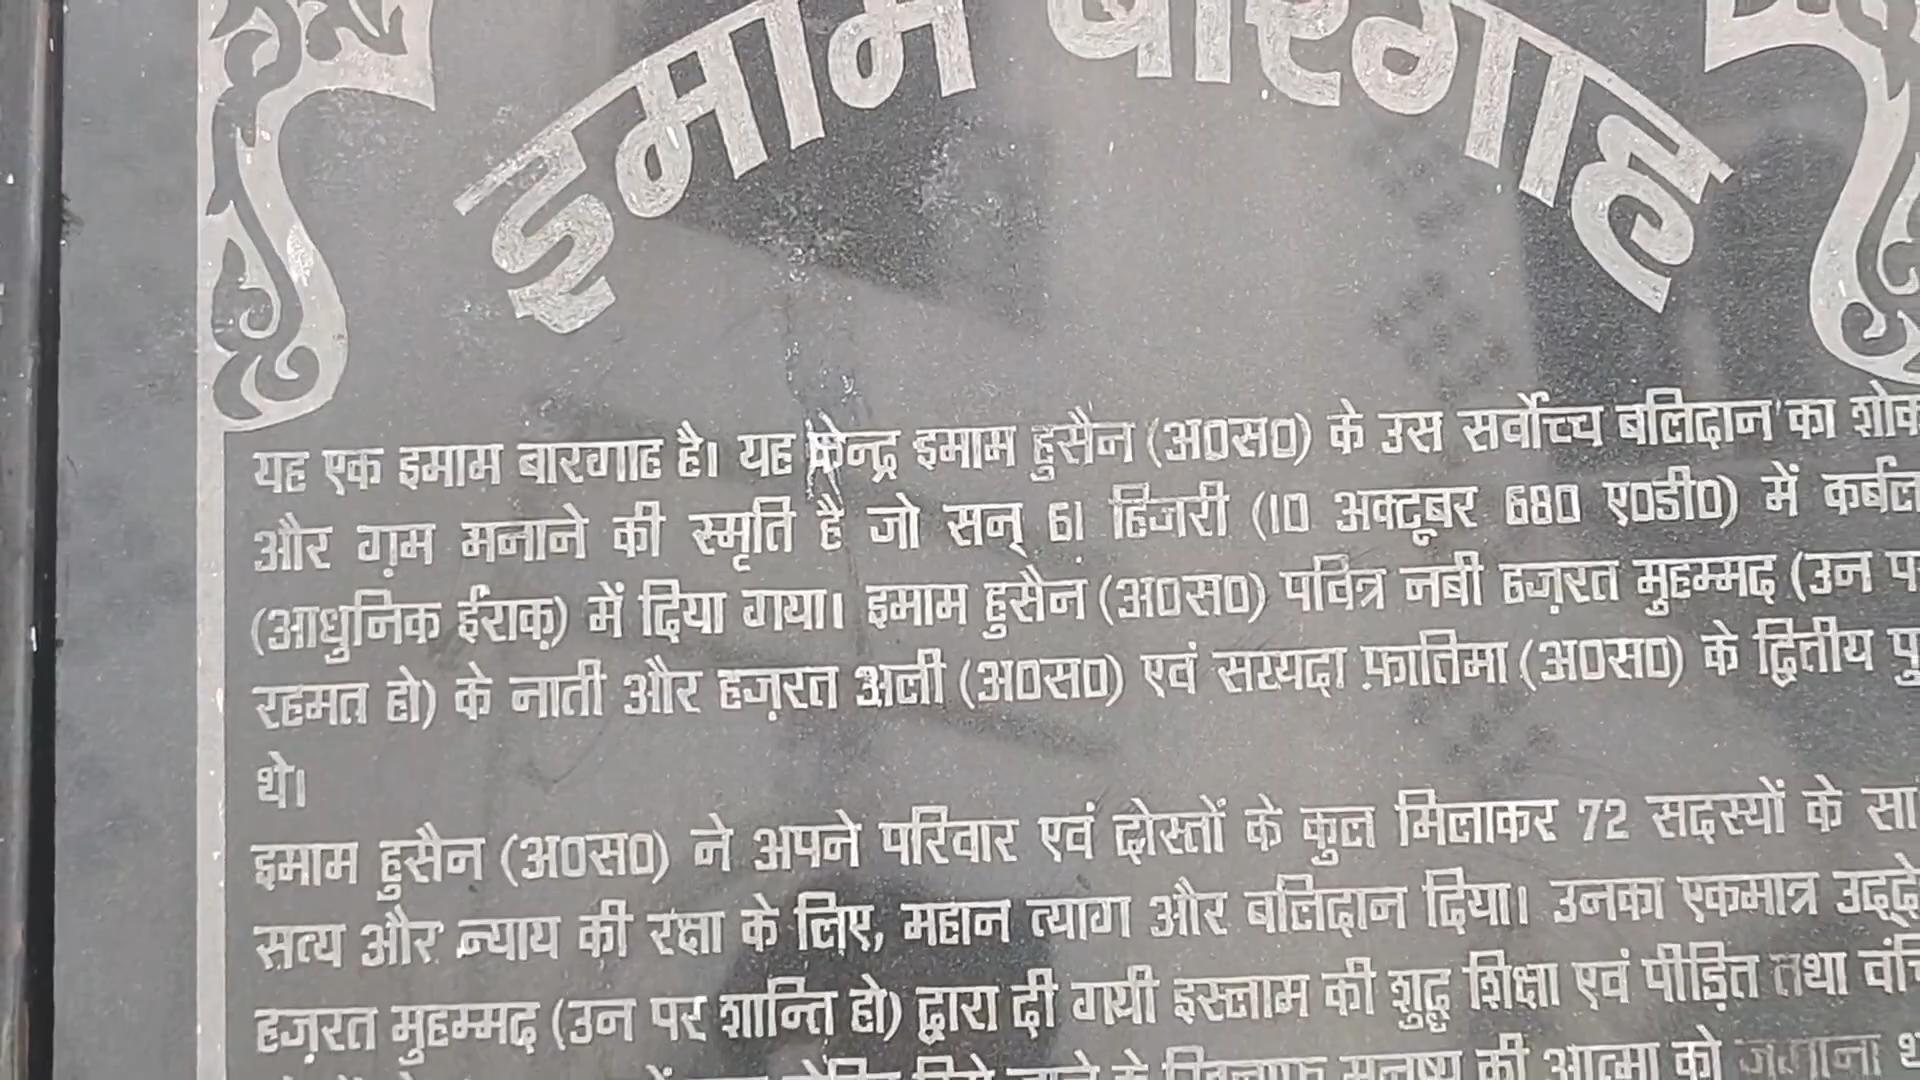 इमाम बारगाह
यह एक इमाम बारगाह है। यह केन्द्र इमाम हुसैन (अ0स0) के उस सर्वोच्च बलिदान का शोक
और ग़म मनाने की स्मृति है जो सन् 61 हिजरी (10 अक्टूबर 680 ए0डी0) में
(आधुनिक ईराक़) में दिया गया। इमाम हुसैन (अ0स0) पवित्र नबी हज़रत मुहम्मद (उन
रहमत हो) के नाती और हज़रत अली (अ0स0) एवं सय्यदा फ़ातिमा (अ0स0) के द्वितीय
थे।
इमाम हुसैन (अ0स0) ने अपने परिवार एवं दोस्तों के कुल मिलाकर 72 सदस्यों के
सत्य और न्याय की रक्षा के लिए, महान त्याग और बलिदान दिया। उनका एकमात्र
हज़रत मुहम्मद (उन पर शान्ति हो) द्वारा दी गयी इस्लाम की शुद्ध शिक्षा एवं पीड़ित तथा
मनुष्य की आत्मा को